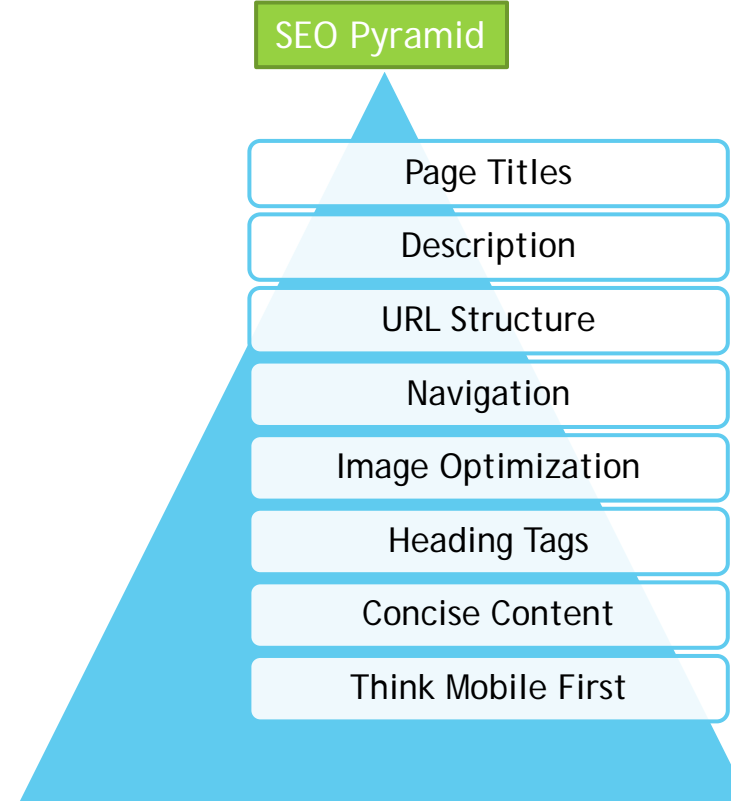 SEO Pyramid
Page Titles
Description
URL Structure
Navigation
Image Optimization
Heading Tags
Concise Content
Think Mobile First